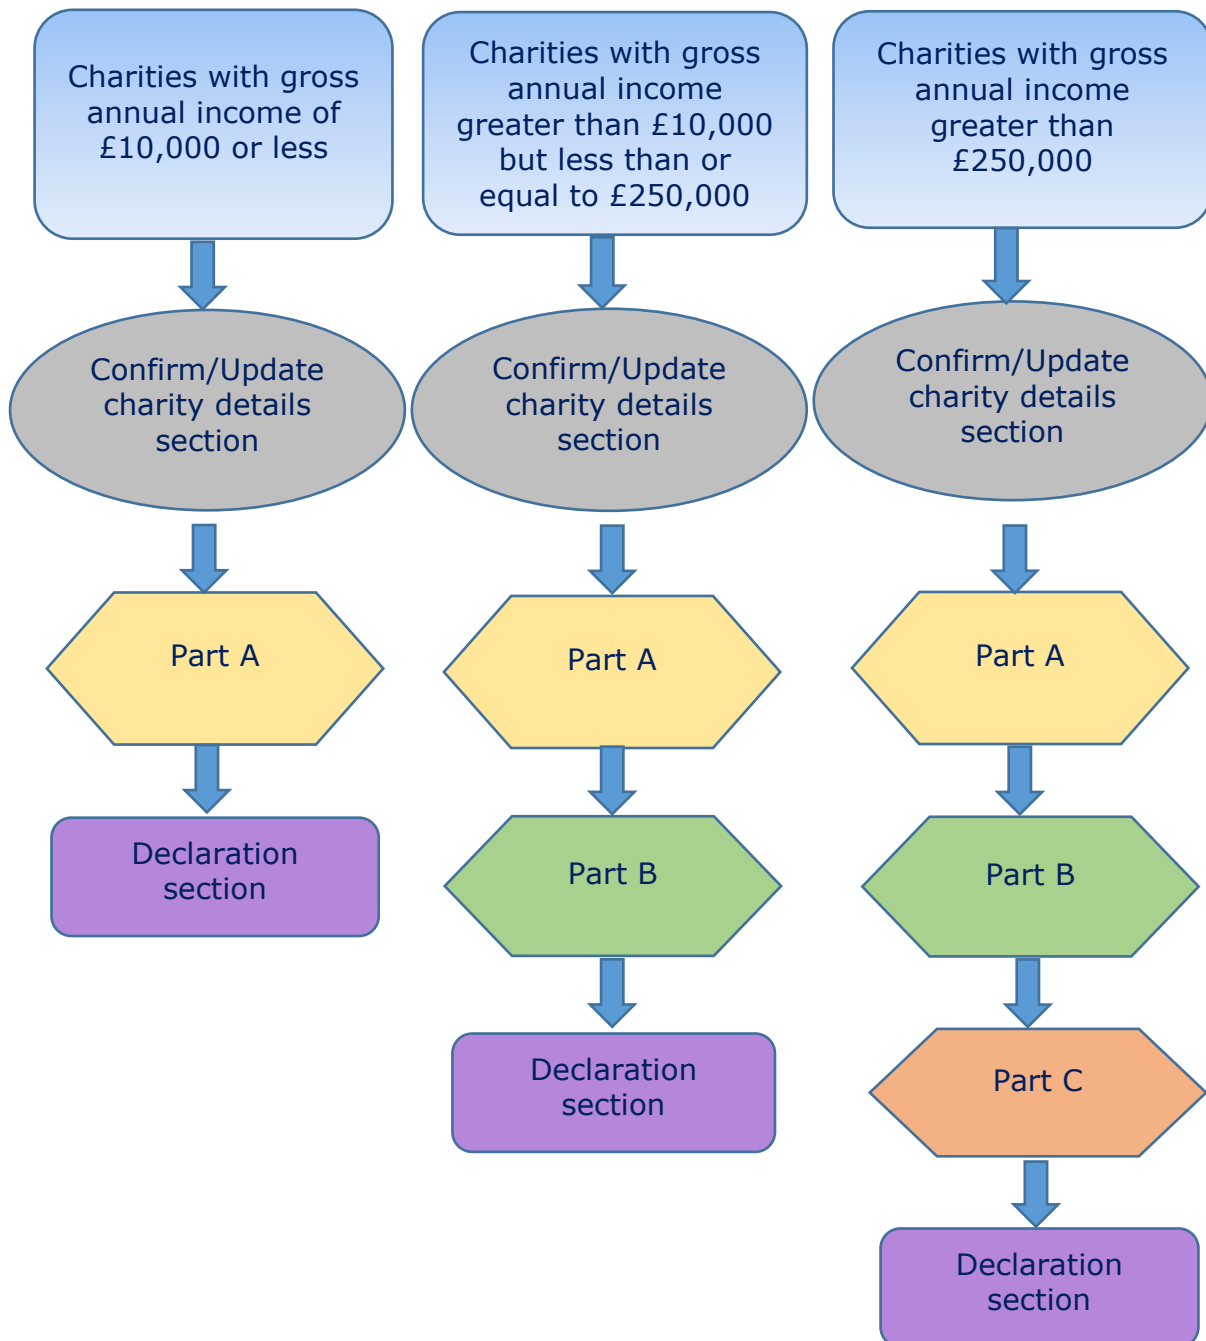 Charities with gross
annual income of
£10,000 or less
Confirm/Update
charity details
section
Part A
Declaration
section
Charities with gross
annual income
greater than £10,000
but less than or
equal to £250,000
Confirm/Update
charity details
section
Part A
Part B
Declaration
section
Charities with gross
annual income
greater than
£250,000
Confirm/Update
charity details
section
Part A
Part B
Part C
Declaration
section